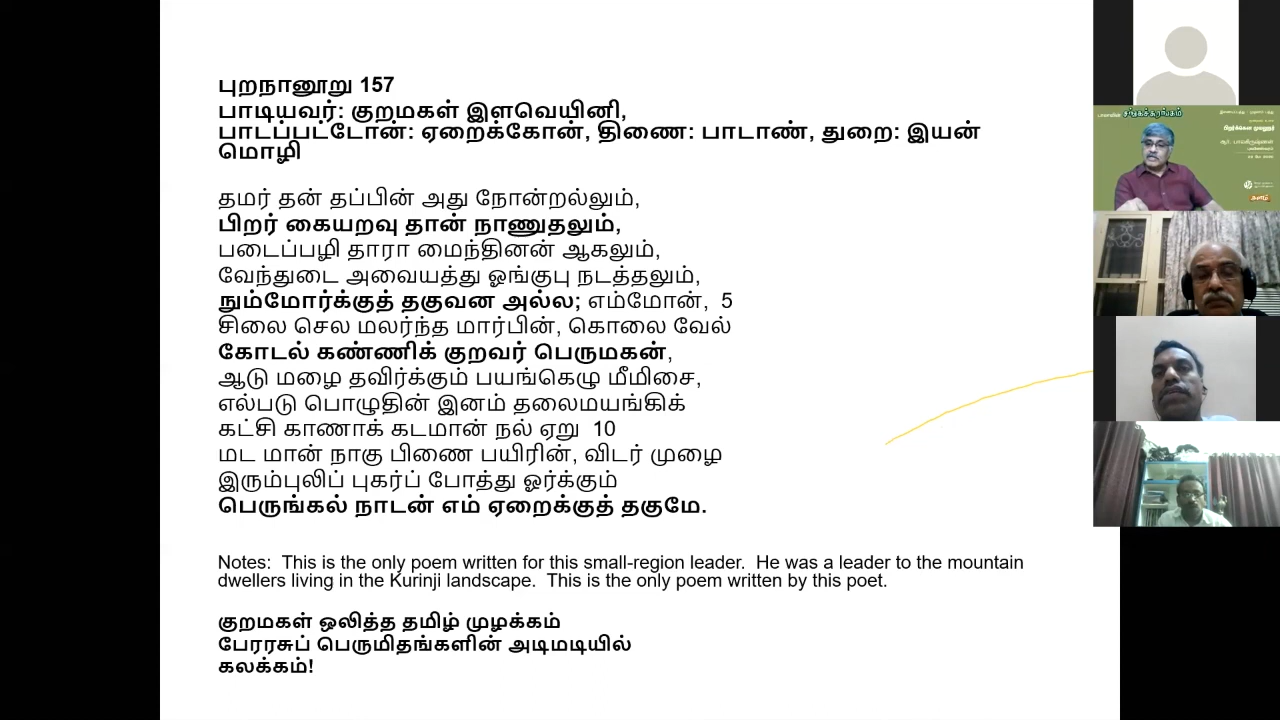 புறநானூறு 157
பாடியவர்: குறமகள் இளவெயினி,
பாடப்பட்டோன்: ஏறைக்கோன், திணை: பாடாண், துறை: இயன்
மொழி
தமர் தன் தப்பின் அது நோன்றல்லும்,
பிறர் கையறவு தான் நாணுதலும்,
படைப்பழி தாரா மைந்தினன் ஆகலும்,
வேந்துடை அவையத்து ஓங்குபு நடத்தலும்,
நும்மோர்க்குத் தகுவன அல்ல; எம்மோன், 5
சிலை செல மலர்ந்த மார்பின், கொலை வேல்
கோடல் கண்ணிக் குறவர் பெருமகன்,
ஆடு மழை தவிர்க்கும் பயங்கெழு மீமிசை,
எல்படு பொழுதின் இனம் தலைமயங்கிக்
கட்சி காணாக் கடமான் நல் ஏறு 10
மட மான் நாகு பிணை பயிரின், விடர் முழை
இரும்புலிப் புகர்ப் போத்து ஓர்க்கும்
பெருங்கல் நாடன் எம் ஏறைக்குத் தகுமே.
Notes: This is the only poem written for this small-region leader. He was a leader to the mountain
dwellers living in the Kurinji landscape. This is the only poem written by this poet.
குறமகள் ஒலித்த தமிழ் முழக்கம்
பேரரசுப் பெருமிதங்களின் அடிமடியில்
கலக்கம்!